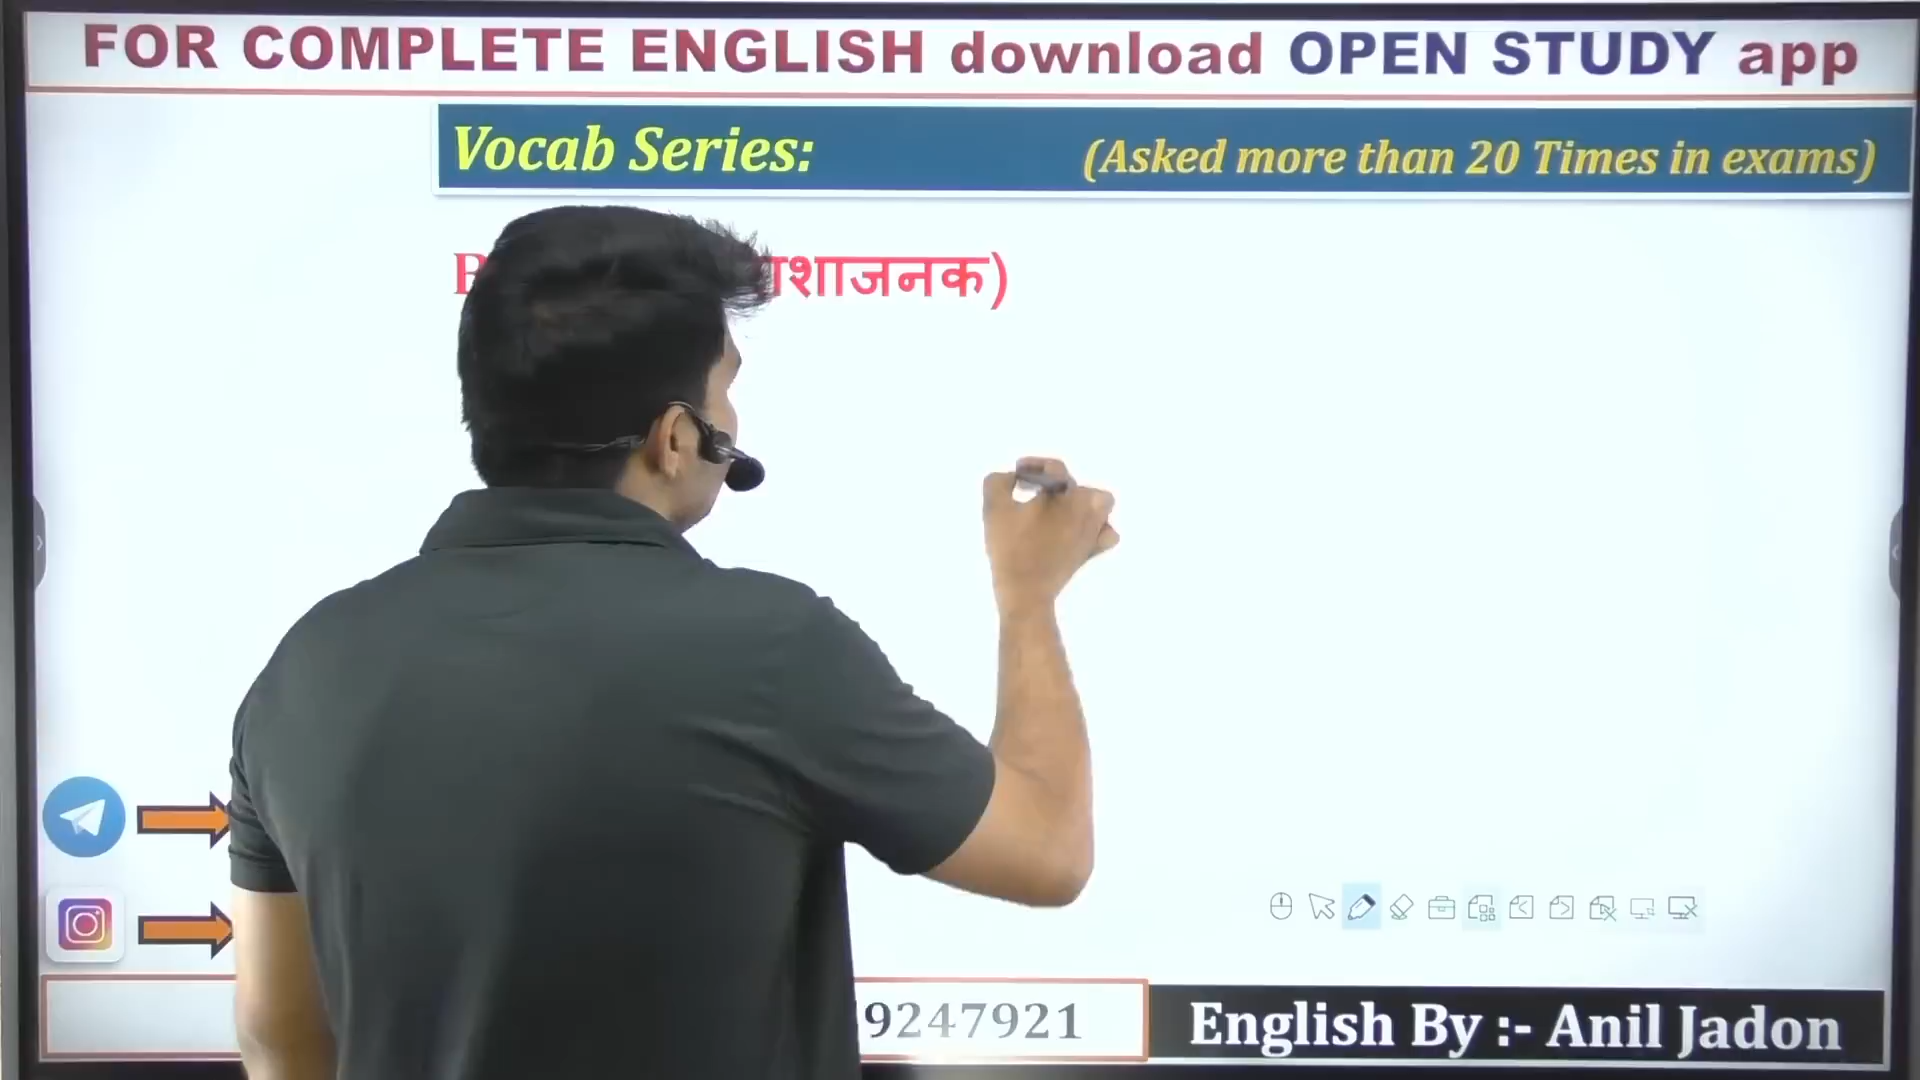 FOR COMPLETE ENGLISH download OPEN STUDY app
Vocab Series:
(Asked more than 20 Times in exams)
9247921
English By :- Anil Jadon